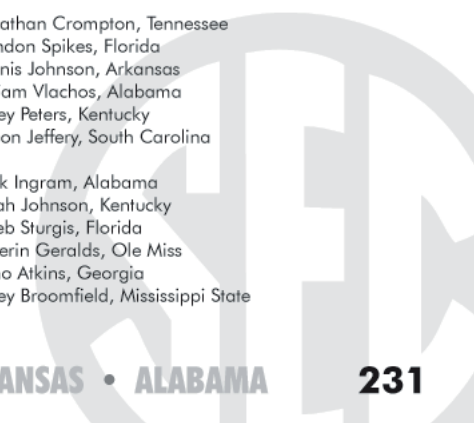 athan Crompton, Tennessee
ndon Spikes, Florida
nis Johnson, Arkansas
iam Vlachos, Alabama
ey Peters, Kentucky
on Jeffery, South Carolina
k Ingram, Alabama
ah Johnson, Kentucky
eb Sturgis, Florida
erin Geralds, Ole Miss
o Atkins, Georgia
ey Broomfield, Mississippi State
ANSAS • ALABAMA 231
SEC